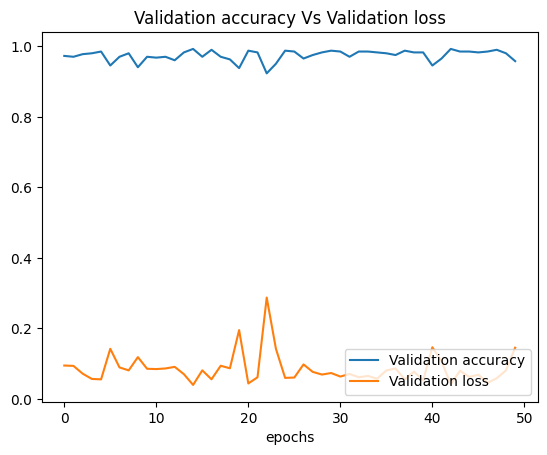 Validation accuracy Vs Validation loss
1.0
0.8
0.6
0.4
0.2
0.0
Validation accuracy
Validation loss
0 10 20 30 40 50
epochs